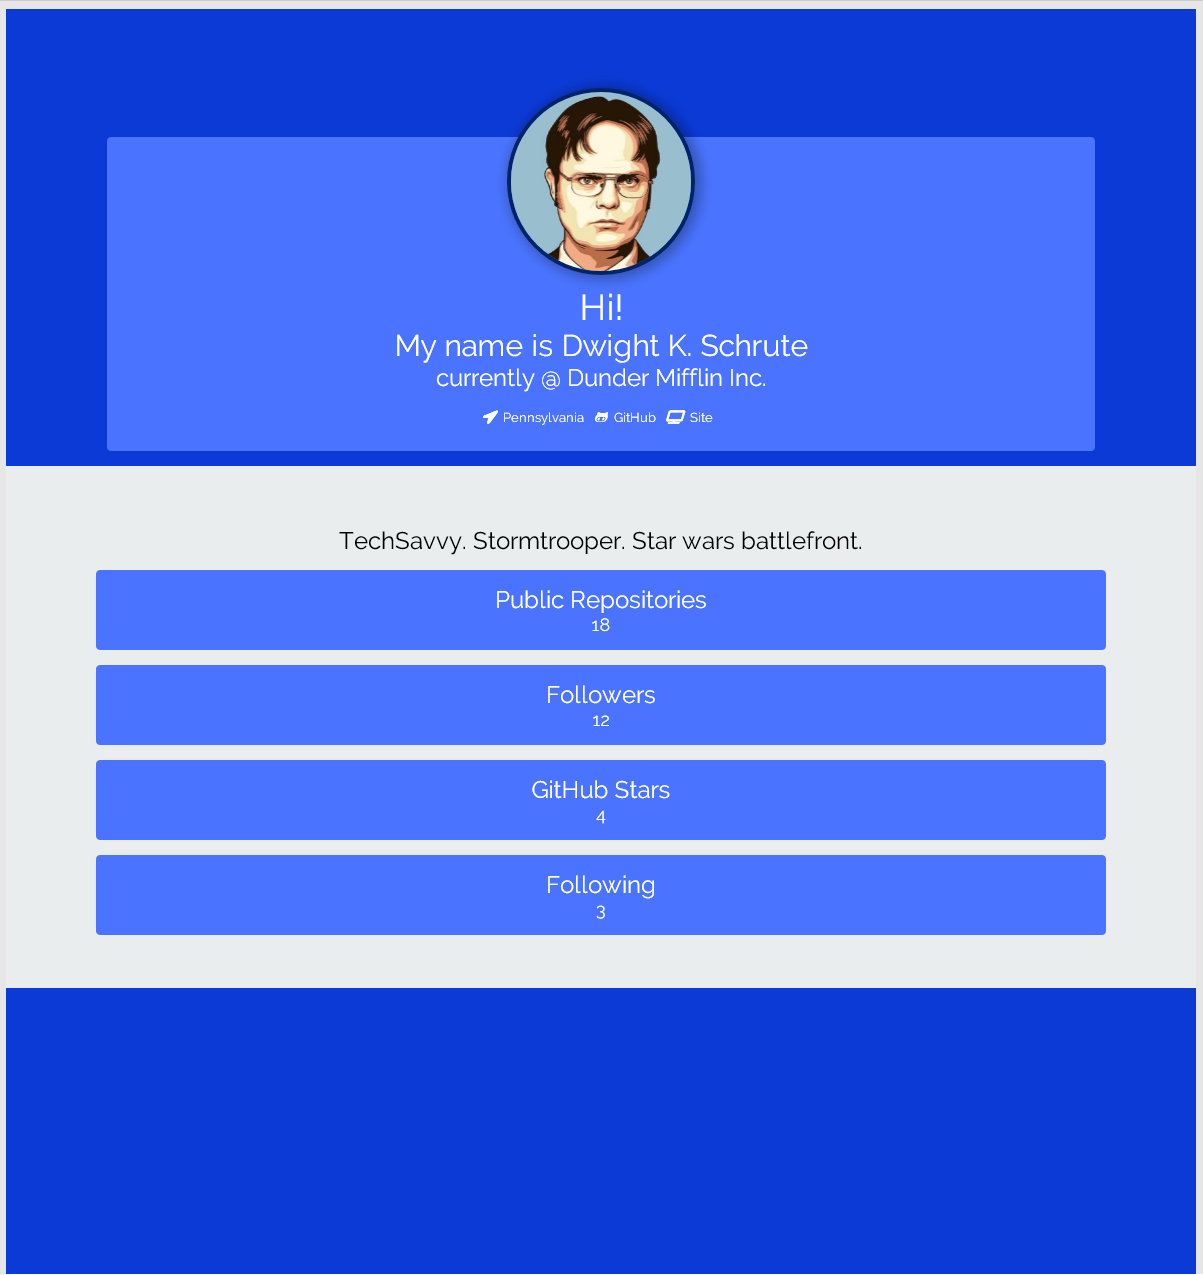 Hi!
My name is Dwight K. Schrute
currently @ Dunder Mifflin Inc.
Pennsylvania GitHub Site
TechSavvy. Stormtrooper. Star wars battlefront.
Public Repositories
18
Followers
12
GitHub Stars
4
Following
3